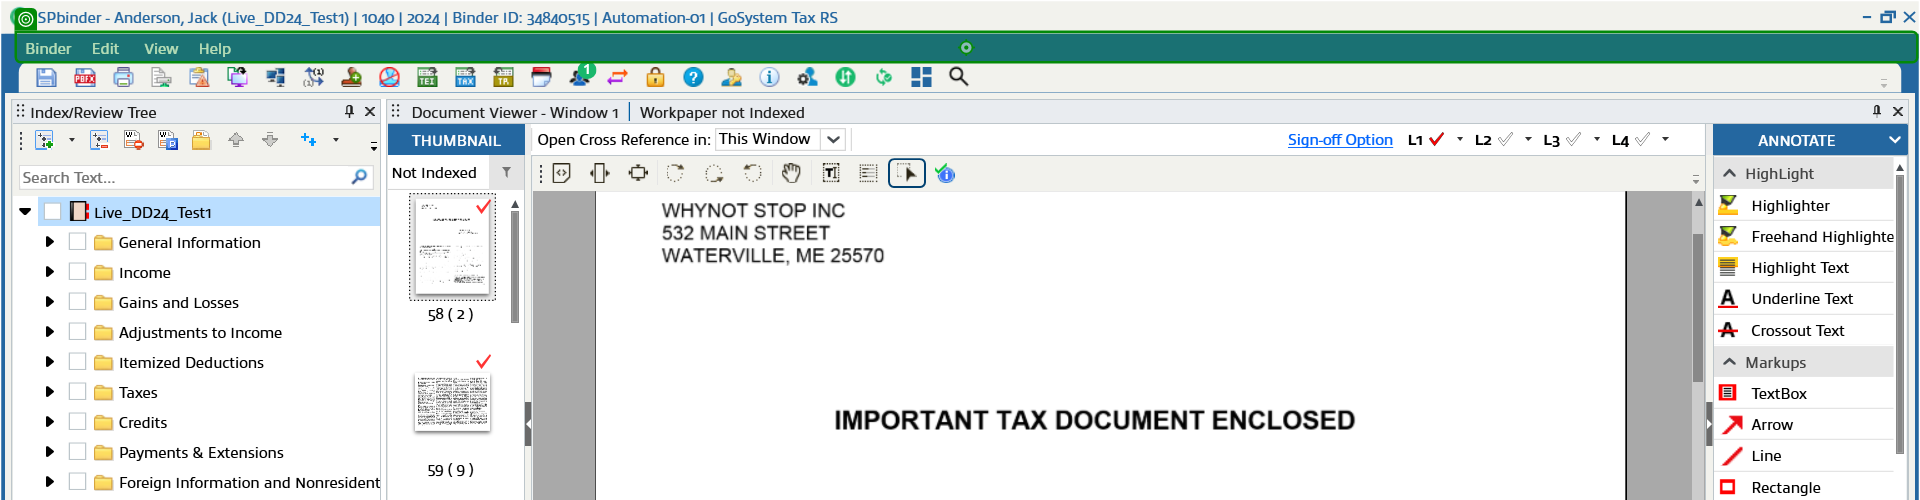 SPbinder - Anderson, Jack (Live_DD24_Test1) | 1040 | 2024 | Binder ID: 34840515 | Automation-01 | GoSystem Tax RS
Binder Edit View Help
1
Index/Review Tree
Search Text...
Live_DD24_Test1
General Information
Income
Gains and Losses
Adjustments to Income
Itemized Deductions
Taxes
Credits
Payments & Extensions
Foreign Information and Nonresident
Document Viewer - Window 1 | Workpaper not Indexed
THUMBNAIL
Not Indexed
58 ( 2 )
59 ( 9 )
Open Cross Reference in: This Window
Sign-off Option L1 L2 L3 L4
WHYNOT STOP INC
532 MAIN STREET
WATERVILLE, ME 25570
IMPORTANT TAX DOCUMENT ENCLOSED
ANNOTATE
HighLight
Highlighter
Freehand Highlighte
Highlight Text
Underline Text
Crossout Text
Markups
TextBox
Arrow
Line
Rectangle